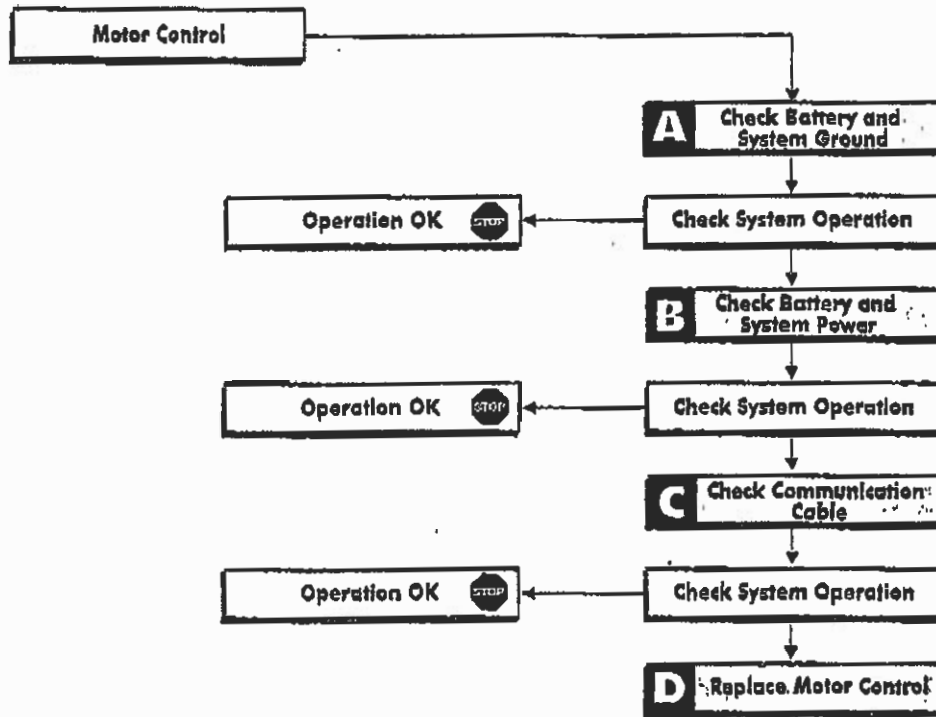 Motor Control
A
Check Battery and
System Ground
Operation OK
STOP
Check System Operation
B
Check Battery and
System Power
Operation OK
STOP
Check System Operation
C
Check Communication
Cable
Operation OK
STOP
Check System Operation
D
Replace Motor Control